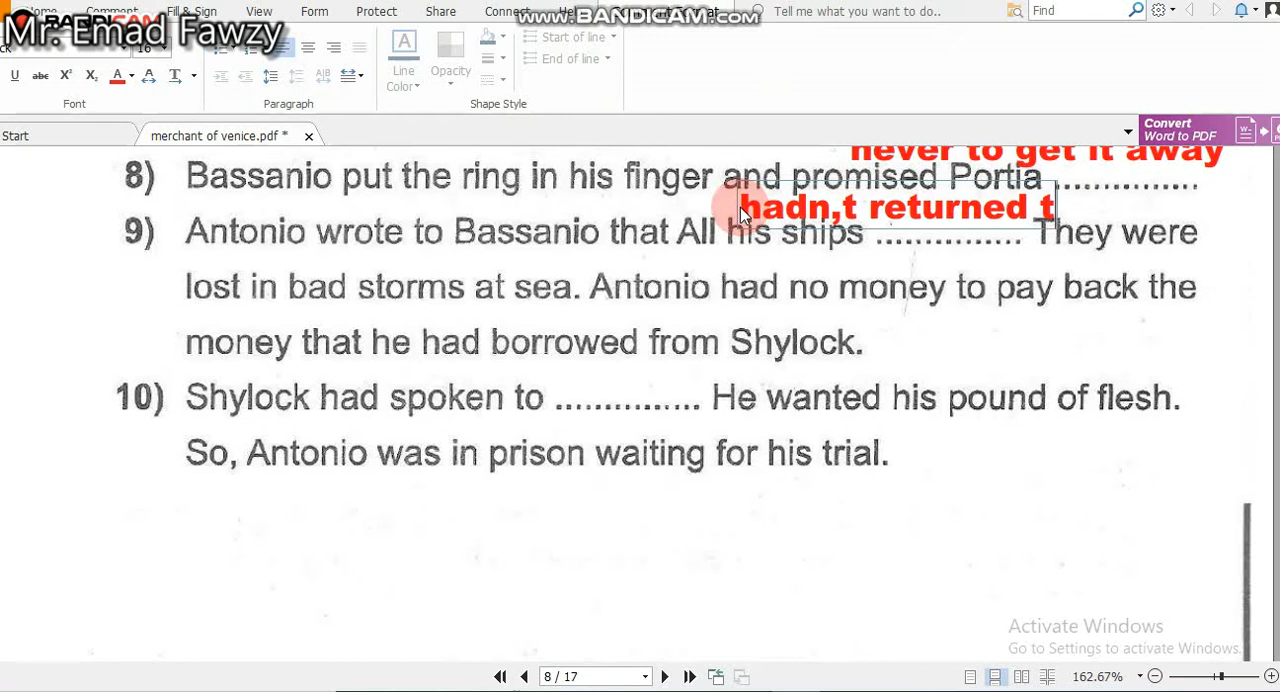 www.BANDICAM.com
Mr. Emad Fawzy
Fill & Sign View Form Protect Share Connect Tell me what you want to do.. Find
16
Start of line
End of line
Line Color
Opacity
U abc X² X₂ A A T
Font Paragraph Shape Style
Start merchant of venice.pdf *
Convert
Word to PDF
never to get it away
8) Bassanio put the ring in his finger and promised Portia ...............
hadn,t returned t
9) Antonio wrote to Bassanio that All his ships ............... They were
lost in bad storms at sea. Antonio had no money to pay back the
money that he had borrowed from Shylock.
10) Shylock had spoken to ............... He wanted his pound of flesh.
So, Antonio was in prison waiting for his trial.
Activate Windows
Go to Settings to activate Windows.
8 / 17
162.67%